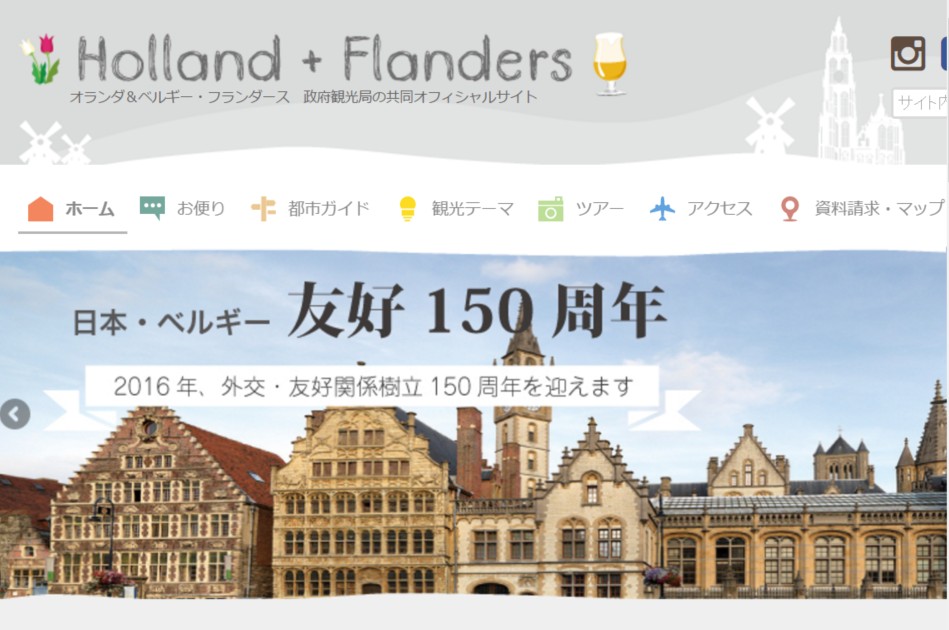 Holland + Flanders
オランダ&ベルギー・フランダース 政府観光局の共同オフィシャルサイト
サイト内
ホーム
お便り
都市ガイド
観光テーマ
ツアー
アクセス
資料請求・マップ
日本・ベルギー 友好 150 周年
2016 年、外交・友好関係樹立 150 周年を迎えます